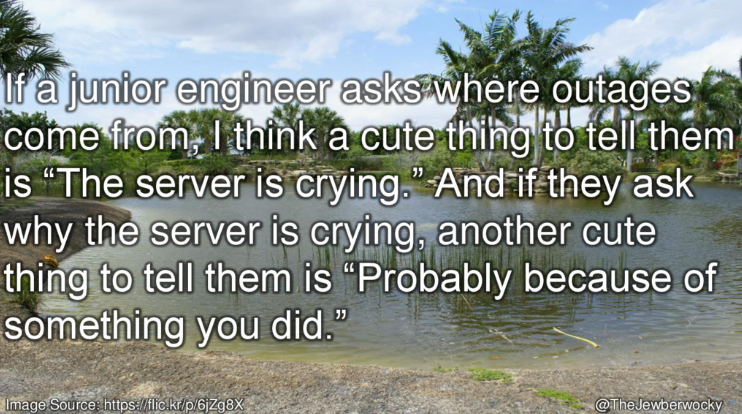 If a junior engineer asks where outages
come from, I think a cute thing to tell them
is “The server is crying.” And if they ask
why the server is crying, another cute
thing to tell them is “Probably because of
something you did.”
Image Source: https://flic.kr/p/6jZg8X
@TheJewberwocky